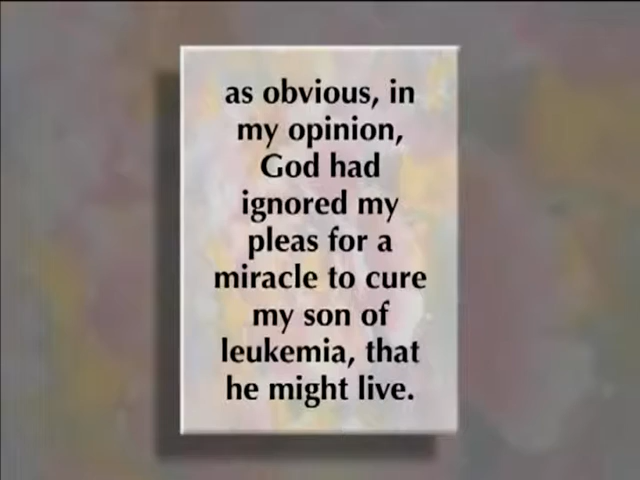 as obvious, in
my opinion,
God had
ignored my
pleas for a
miracle to cure
my son of
leukemia, that
he might live.